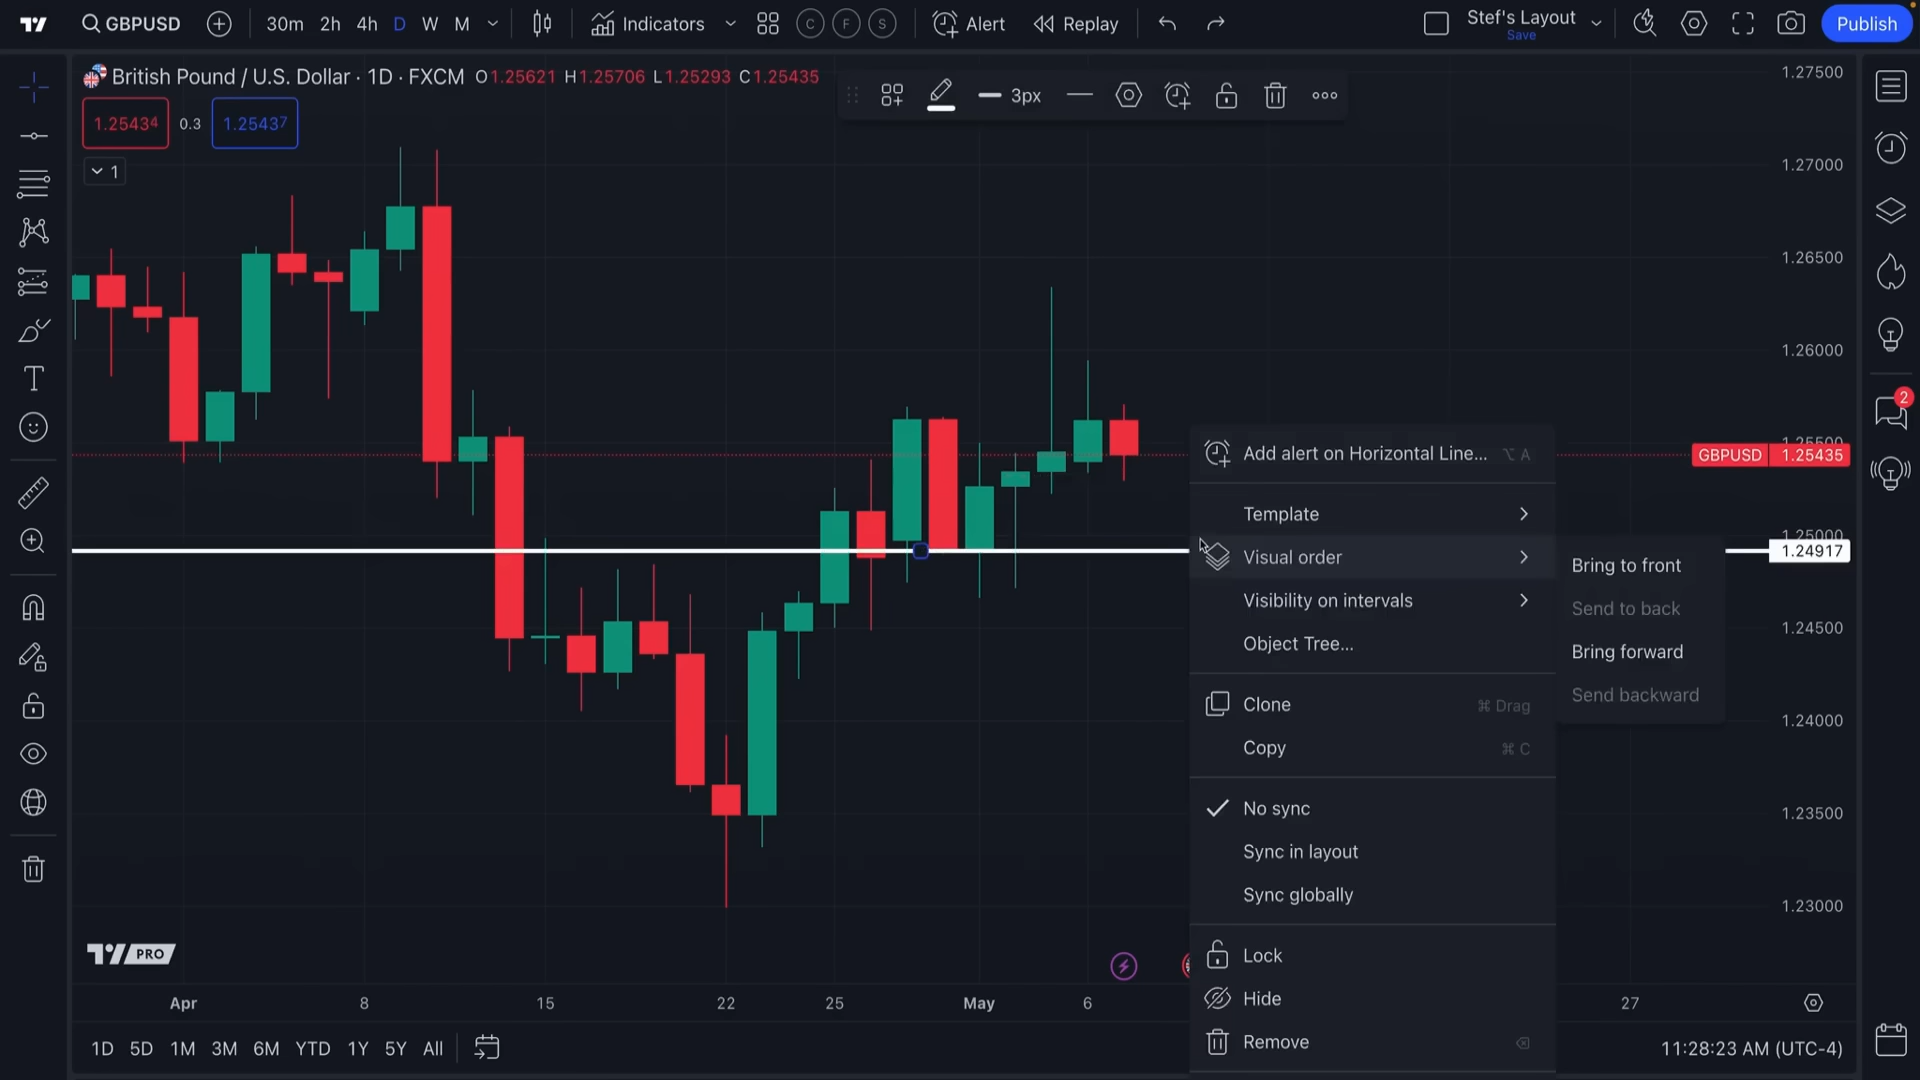 GBPUSD 30m 2h 4h D W M Indicators C F S Alert Replay Stef's Layout Publish
Save
British Pound / U.S. Dollar · 1D · FXCM O1.25621 H1.25706 L1.25293 C1.25435
3px
1.25434 0.3 1.25437
1
1.27500
1.27000
1.26500
1.26000
1.25500
GBPUSD 1.25435
1.25000
1.24917
1.24500
1.24000
1.23500
1.23000
2
Add alert on Horizontal Line... ⌥ A
Template
Visual order
Visibility on intervals
Object Tree...
Clone ⌘ Drag
Copy ⌘ C
No sync
Sync in layout
Sync globally
Lock
Hide
Remove
Bring to front
Send to back
Bring forward
Send backward
PRO
Apr 8 15 22 25 May 6 27
1D 5D 1M 3M 6M YTD 1Y 5Y All 11:28:23 AM (UTC-4)